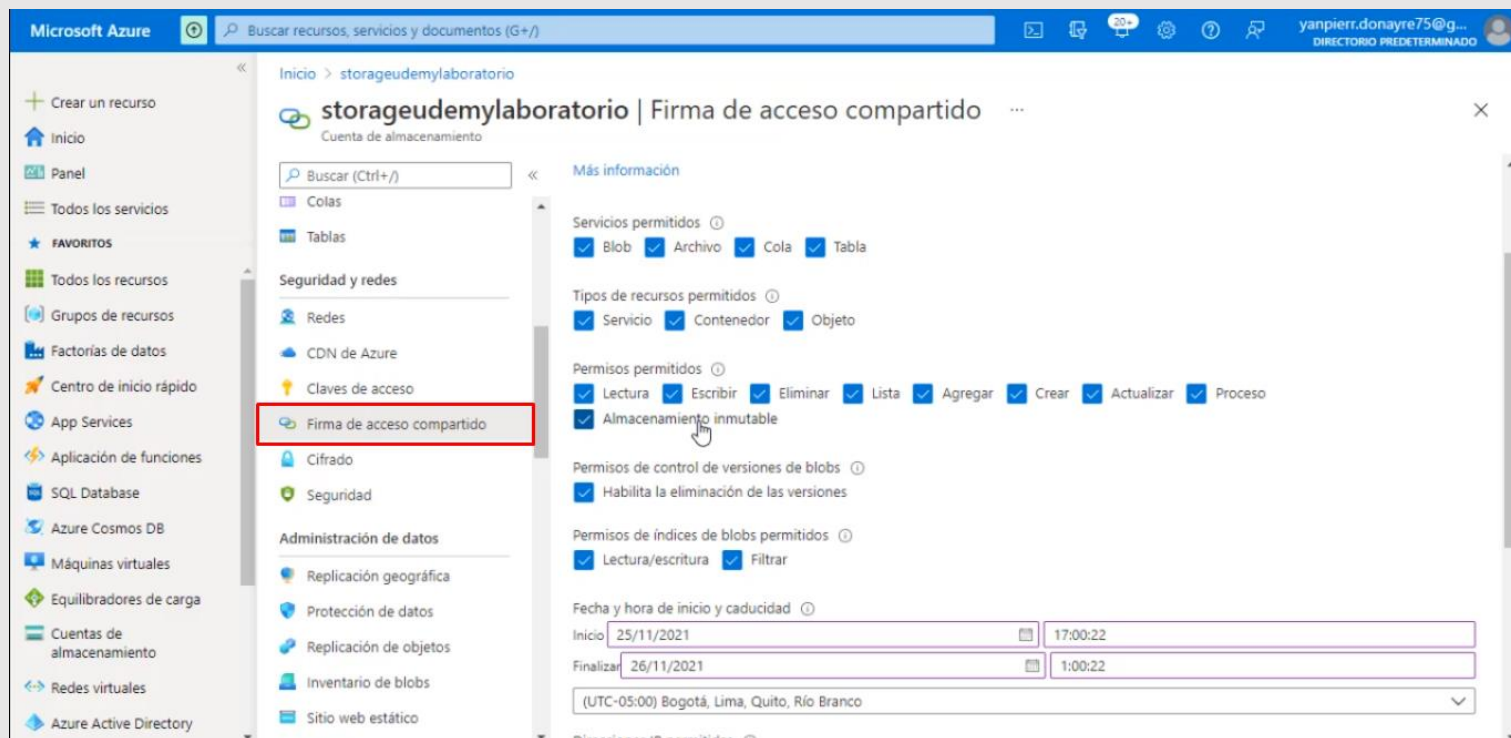 Microsoft Azure
Buscar recursos, servicios y documentos (G+/)
20+
yanpierr.donayre75@g...
DIRECTORIO PREDETERMINADO
Crear un recurso
Inicio
Panel
Todos los servicios
FAVORITOS
Todos los recursos
Grupos de recursos
Factorías de datos
Centro de inicio rápido
App Services
Aplicación de funciones
SQL Database
Azure Cosmos DB
Máquinas virtuales
Equilibradores de carga
Cuentas de
almacenamiento
Redes virtuales
Azure Active Directory
Inicio > storageudemylaboratorio
storageudemylaboratorio | Firma de acceso compartido ...
Cuenta de almacenamiento
Buscar (Ctrl+/)
Colas
Tablas
Seguridad y redes
Redes
CDN de Azure
Claves de acceso
Firma de acceso compartido
Cifrado
Seguridad
Administración de datos
Replicación geográfica
Protección de datos
Replicación de objetos
Inventario de blobs
Sitio web estático
Más información
Servicios permitidos
Blob Archivo Cola Tabla
Tipos de recursos permitidos
Servicio Contenedor Objeto
Permisos permitidos
Lectura Escribir Eliminar Lista Agregar Crear Actualizar Proceso
Almacenamiento inmutable
Permisos de control de versiones de blobs
Habilita la eliminación de las versiones
Permisos de índices de blobs permitidos
Lectura/escritura Filtrar
Fecha y hora de inicio y caducidad
Inicio 25/11/2021 17:00:22
Finalizar 26/11/2021 1:00:22
(UTC-05:00) Bogotá, Lima, Quito, Río Branco